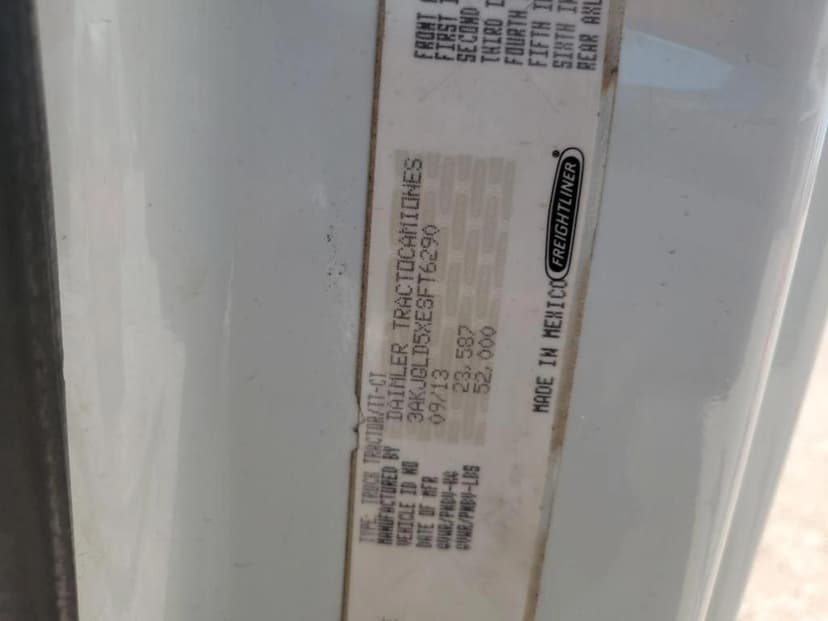 TYPE: TRUCK TRACTOR/TT-CT
MANUFACTURED BY DAIMLER TRACTOCAMIONES
VEHICLE ID NO 3AKJGLD5XESFT6290
DATE OF MFR 09/13
GVWR/PNBV-KG 23,587
GVWR/PNBV-LBS 52,000
MADE IN MEXICO FREIGHTLINER®
FRONT A
FIRST I
SECOND
THIRD I
FOURTH
FIFTH I
SIXTH IN
REAR AXL